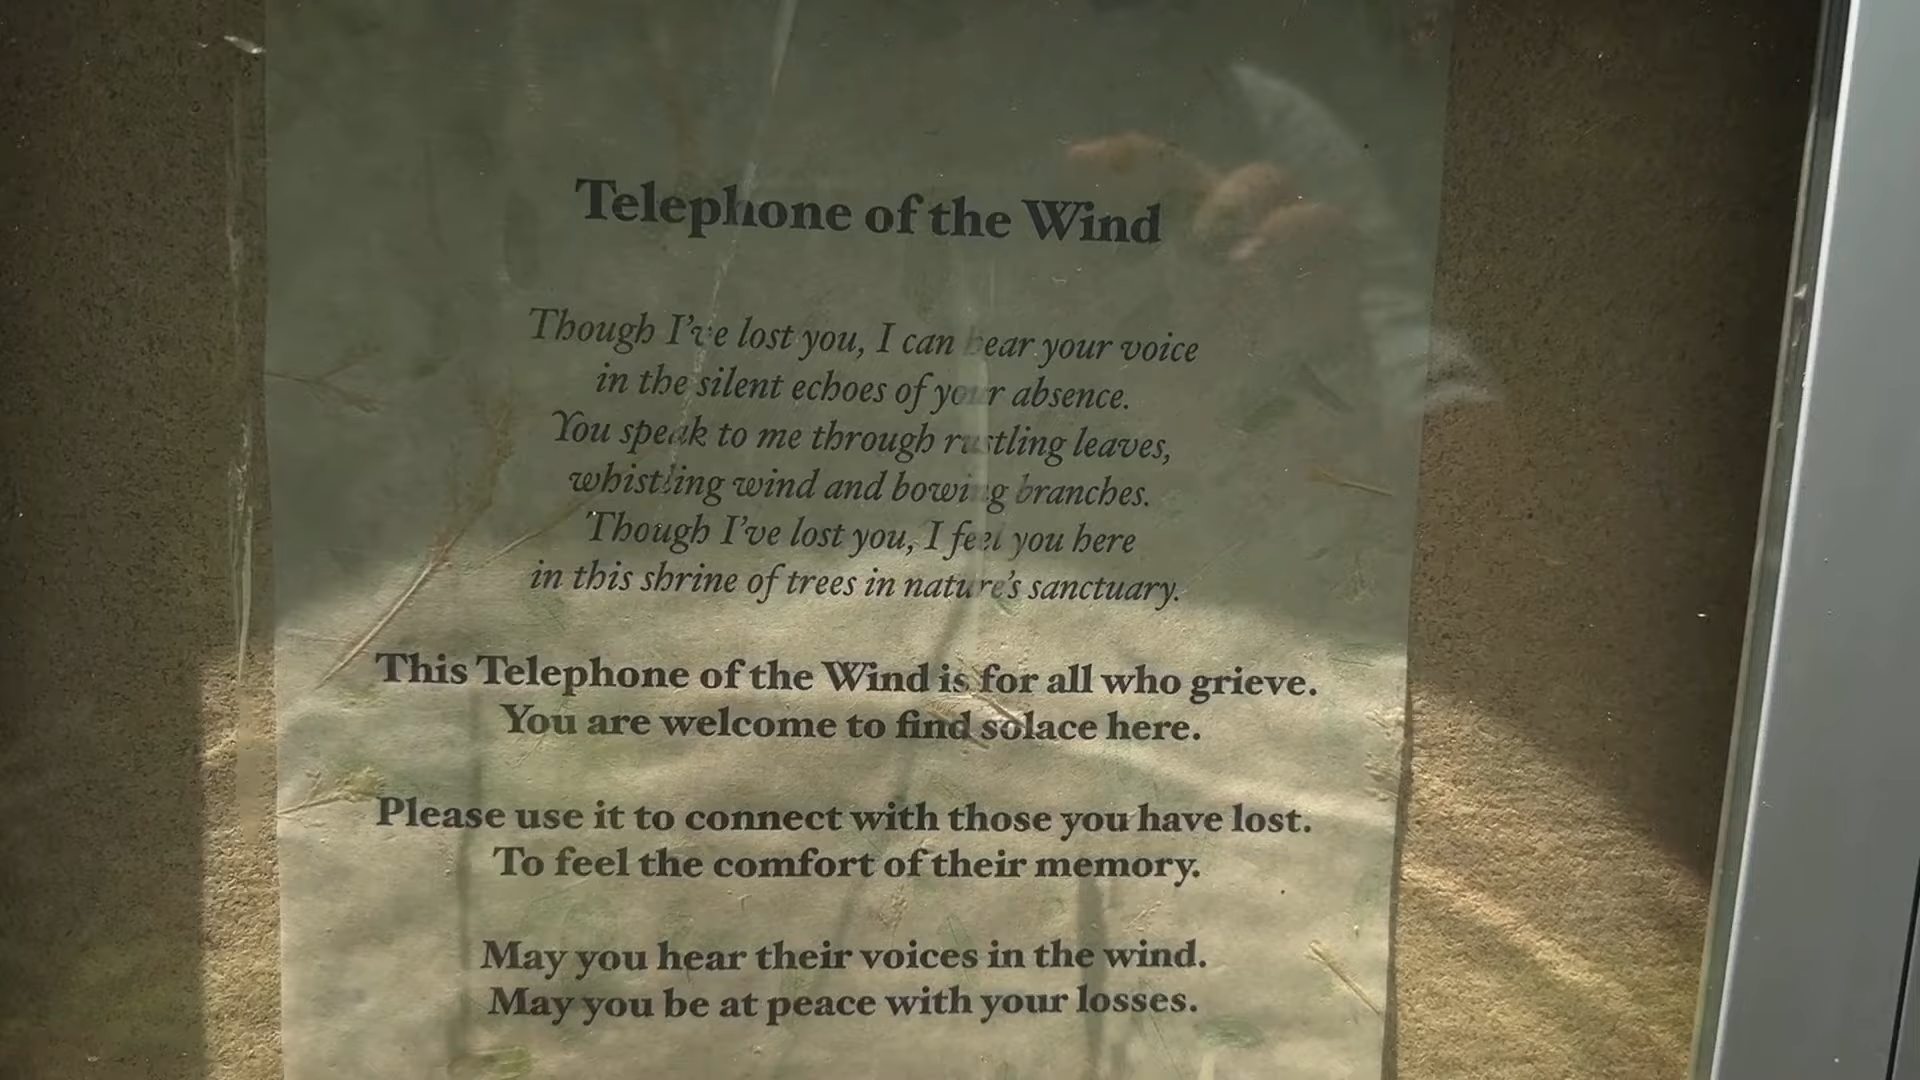 Telephone of the Wind
Though I've lost you, I can hear your voice
in the silent echoes of your absence.
You speak to me through rustling leaves,
whistling wind and bowing branches.
Though I've lost you, I feel you here
in this shrine of trees in nature's sanctuary.
This Telephone of the Wind is for all who grieve.
You are welcome to find solace here.
Please use it to connect with those you have lost.
To feel the comfort of their memory.
May you hear their voices in the wind.
May you be at peace with your losses.